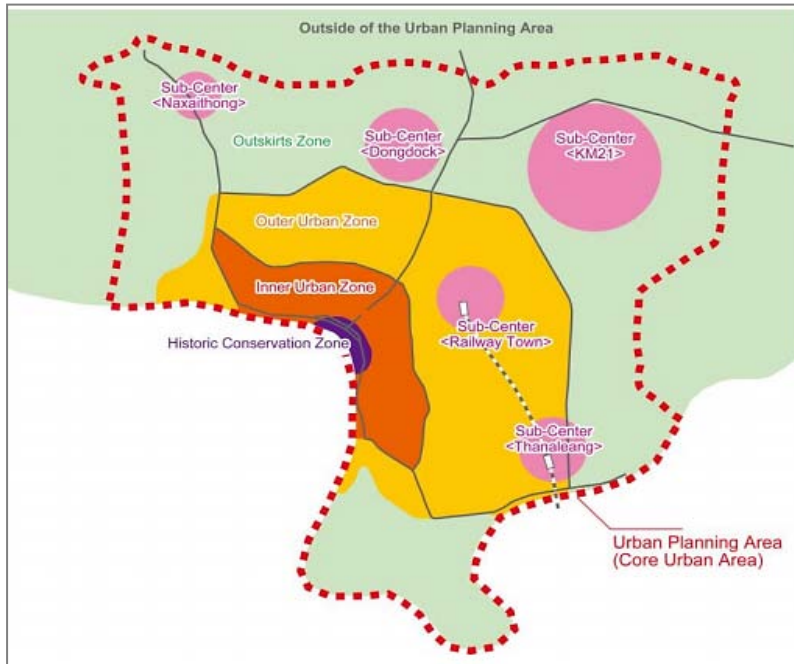 Outside of the Urban Planning Area
Sub-Center
<Naxaithong>
Outskirts Zone
Sub-Center
<Dongdock>
Sub-Center
<KM21>
Outer Urban Zone
Inner Urban Zone
Historic Conservation Zone
Sub-Center
<Railway Town>
Sub-Center
<Thanaleang>
Urban Planning Area
(Core Urban Area)